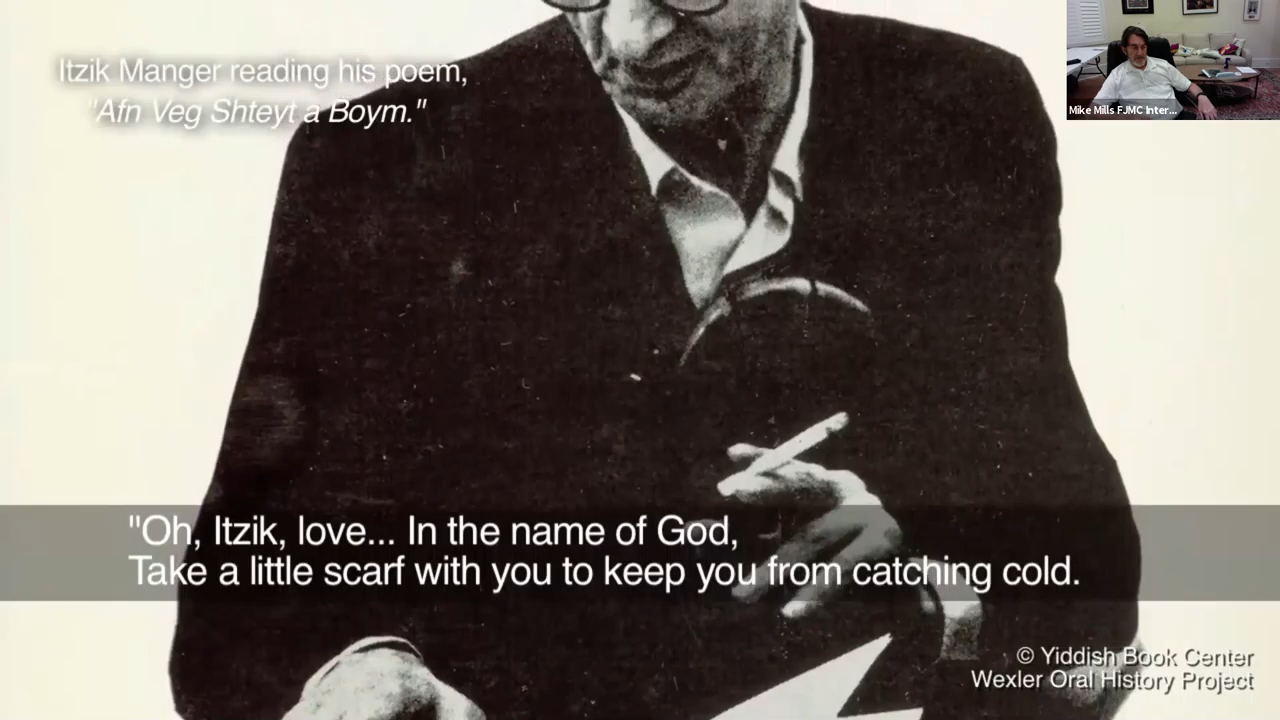 Itzik Manger reading his poem,
"Afn Veg Shteyt a Boym."
Mike Mills FJMC Inter...
"Oh, Itzik, love... In the name of God,
Take a little scarf with you to keep you from catching cold.
© Yiddish Book Center
Wexler Oral History Project